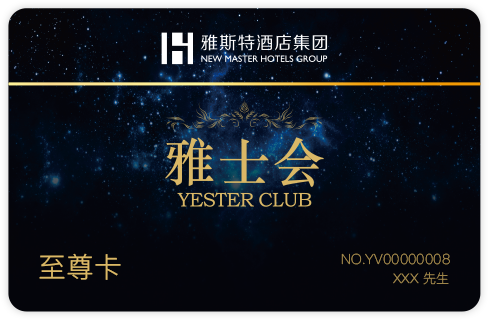 雅斯特酒店集团
NEW MASTER HOTELS GROUP
雅士会
YESTER CLUB
至尊卡
NO.YV00000008
XXX 先生